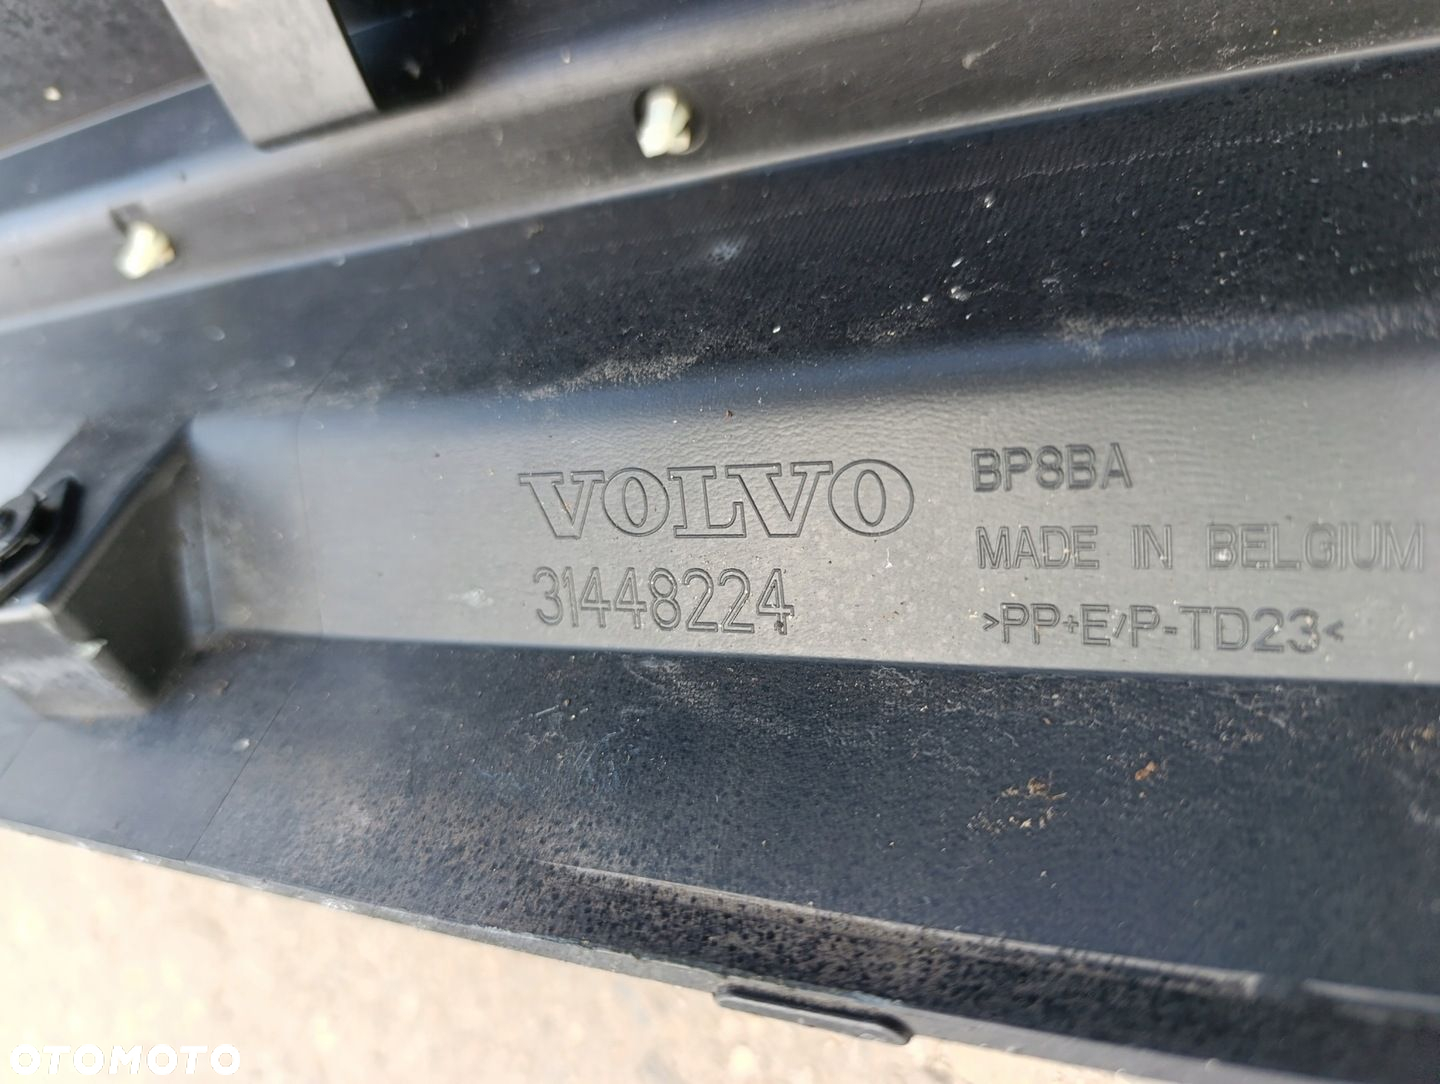 VOLVO
31448224
BP8BA
MADE IN BELGIUM
>PP+E/P-TD23<
OTOMOTO